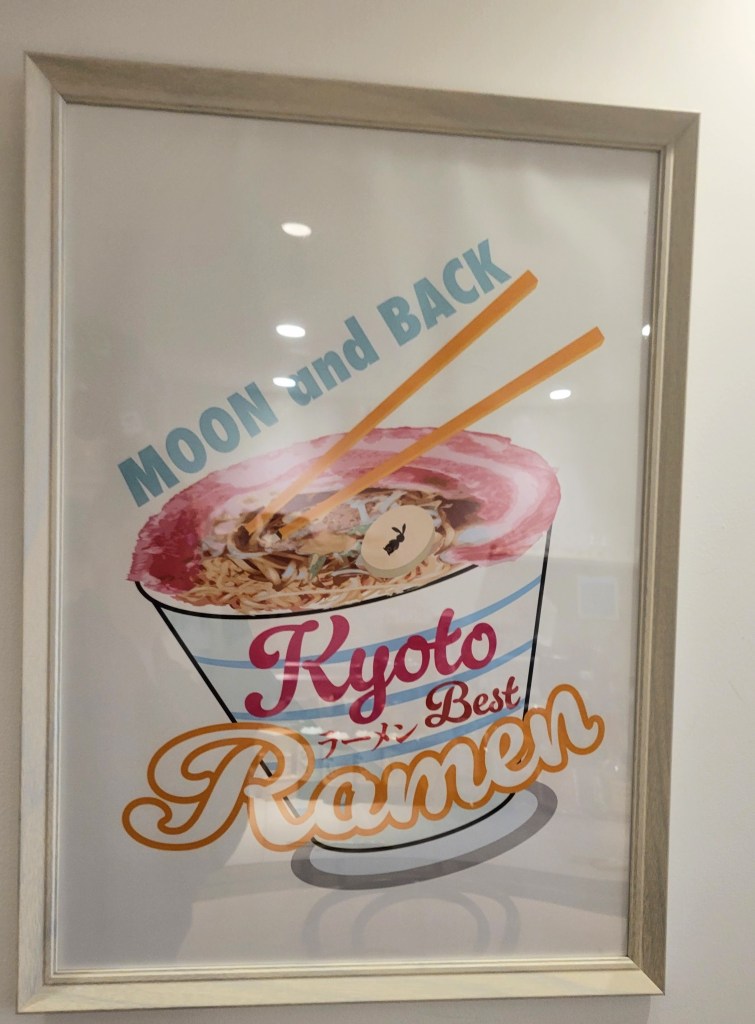 MOON and BACK
Kyoto
Best
ラーメン
Ramen